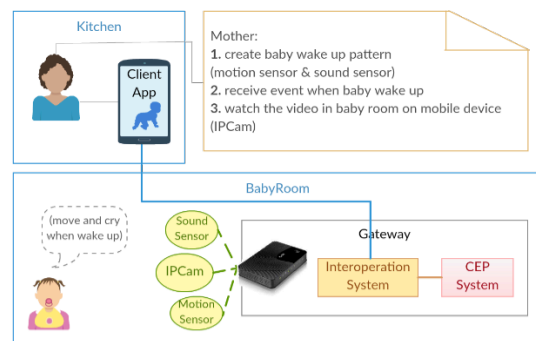 Kitchen
Client
App
Mother:
1. create baby wake up pattern
(motion sensor & sound sensor)
2. receive event when baby wake up
3. watch the video in baby room on mobile device
(IPCam)
BabyRoom
(move and cry
when wake up)
Sound
Sensor
IPCam
Motion
Sensor
Gateway
Interoperation
System
CEP
System